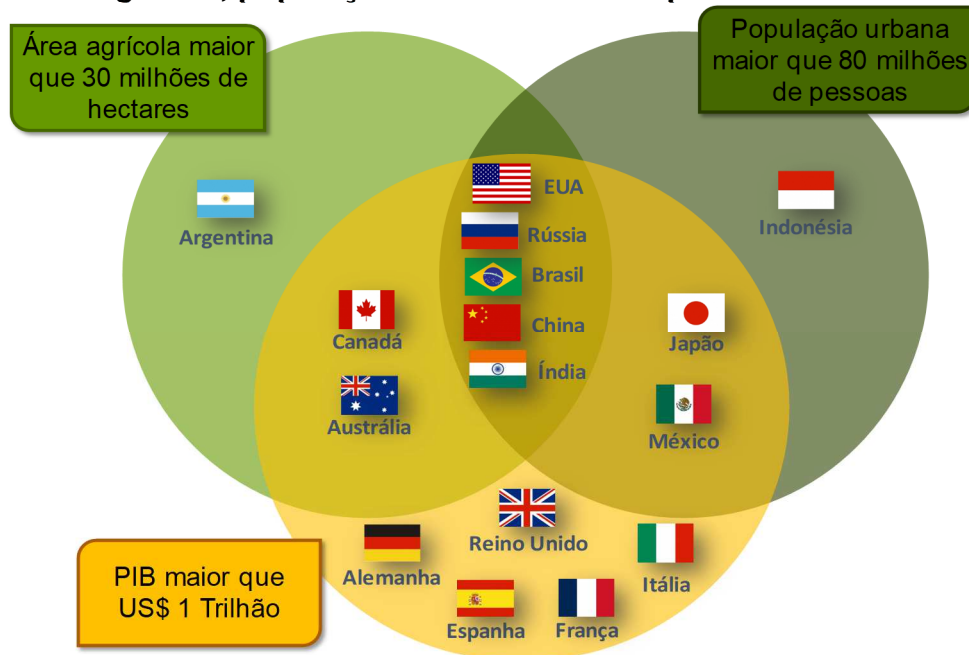 Área agrícola maior
que 30 milhões de
hectares
População urbana
maior que 80 milhões
de pessoas
EUA
Argentina
Rússia
Indonésia
Brasil
Canadá
China
Japão
Índia
Austrália
México
Reino Unido
Alemanha
Itália
Espanha
França
PIB maior que
US$ 1 Trilhão